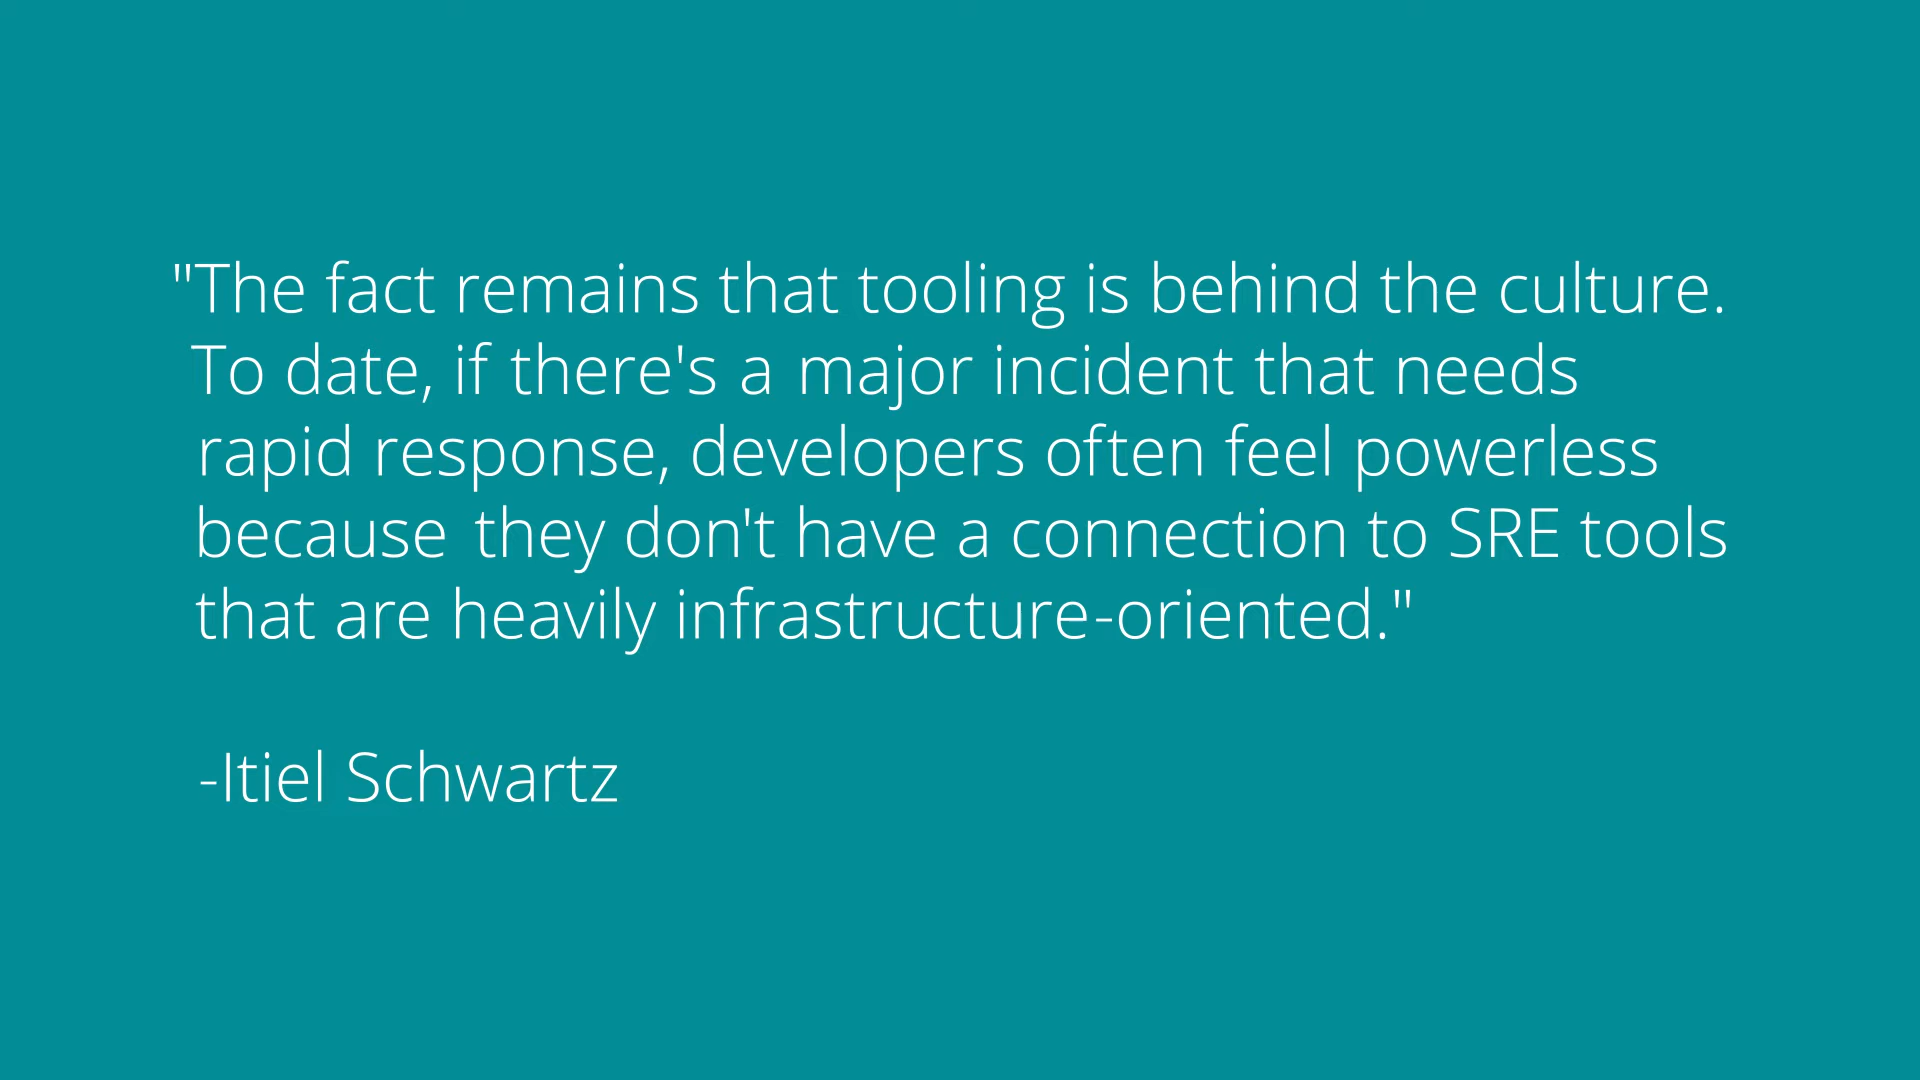 "The fact remains that tooling is behind the culture.
To date, if there's a major incident that needs
rapid response, developers often feel powerless
because they don't have a connection to SRE tools
that are heavily infrastructure-oriented."
-Itiel Schwartz